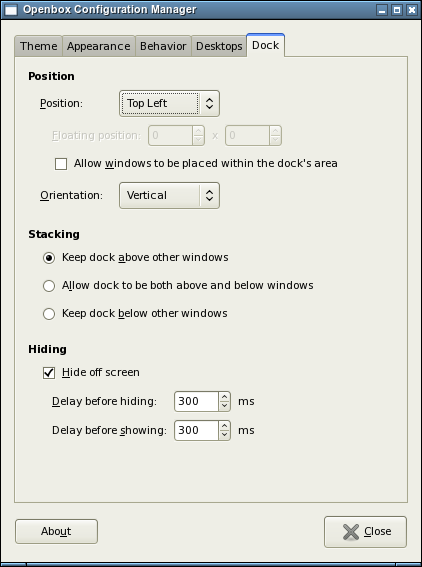 Openbox Configuration Manager
Theme Appearance Behavior Desktops Dock
Position
Position: Top Left
Floating position: 0 x 0
Allow windows to be placed within the dock's area
Orientation: Vertical
Stacking
Keep dock above other windows
Allow dock to be both above and below windows
Keep dock below other windows
Hiding
Hide off screen
Delay before hiding: 300 ms
Delay before showing: 300 ms
About Close